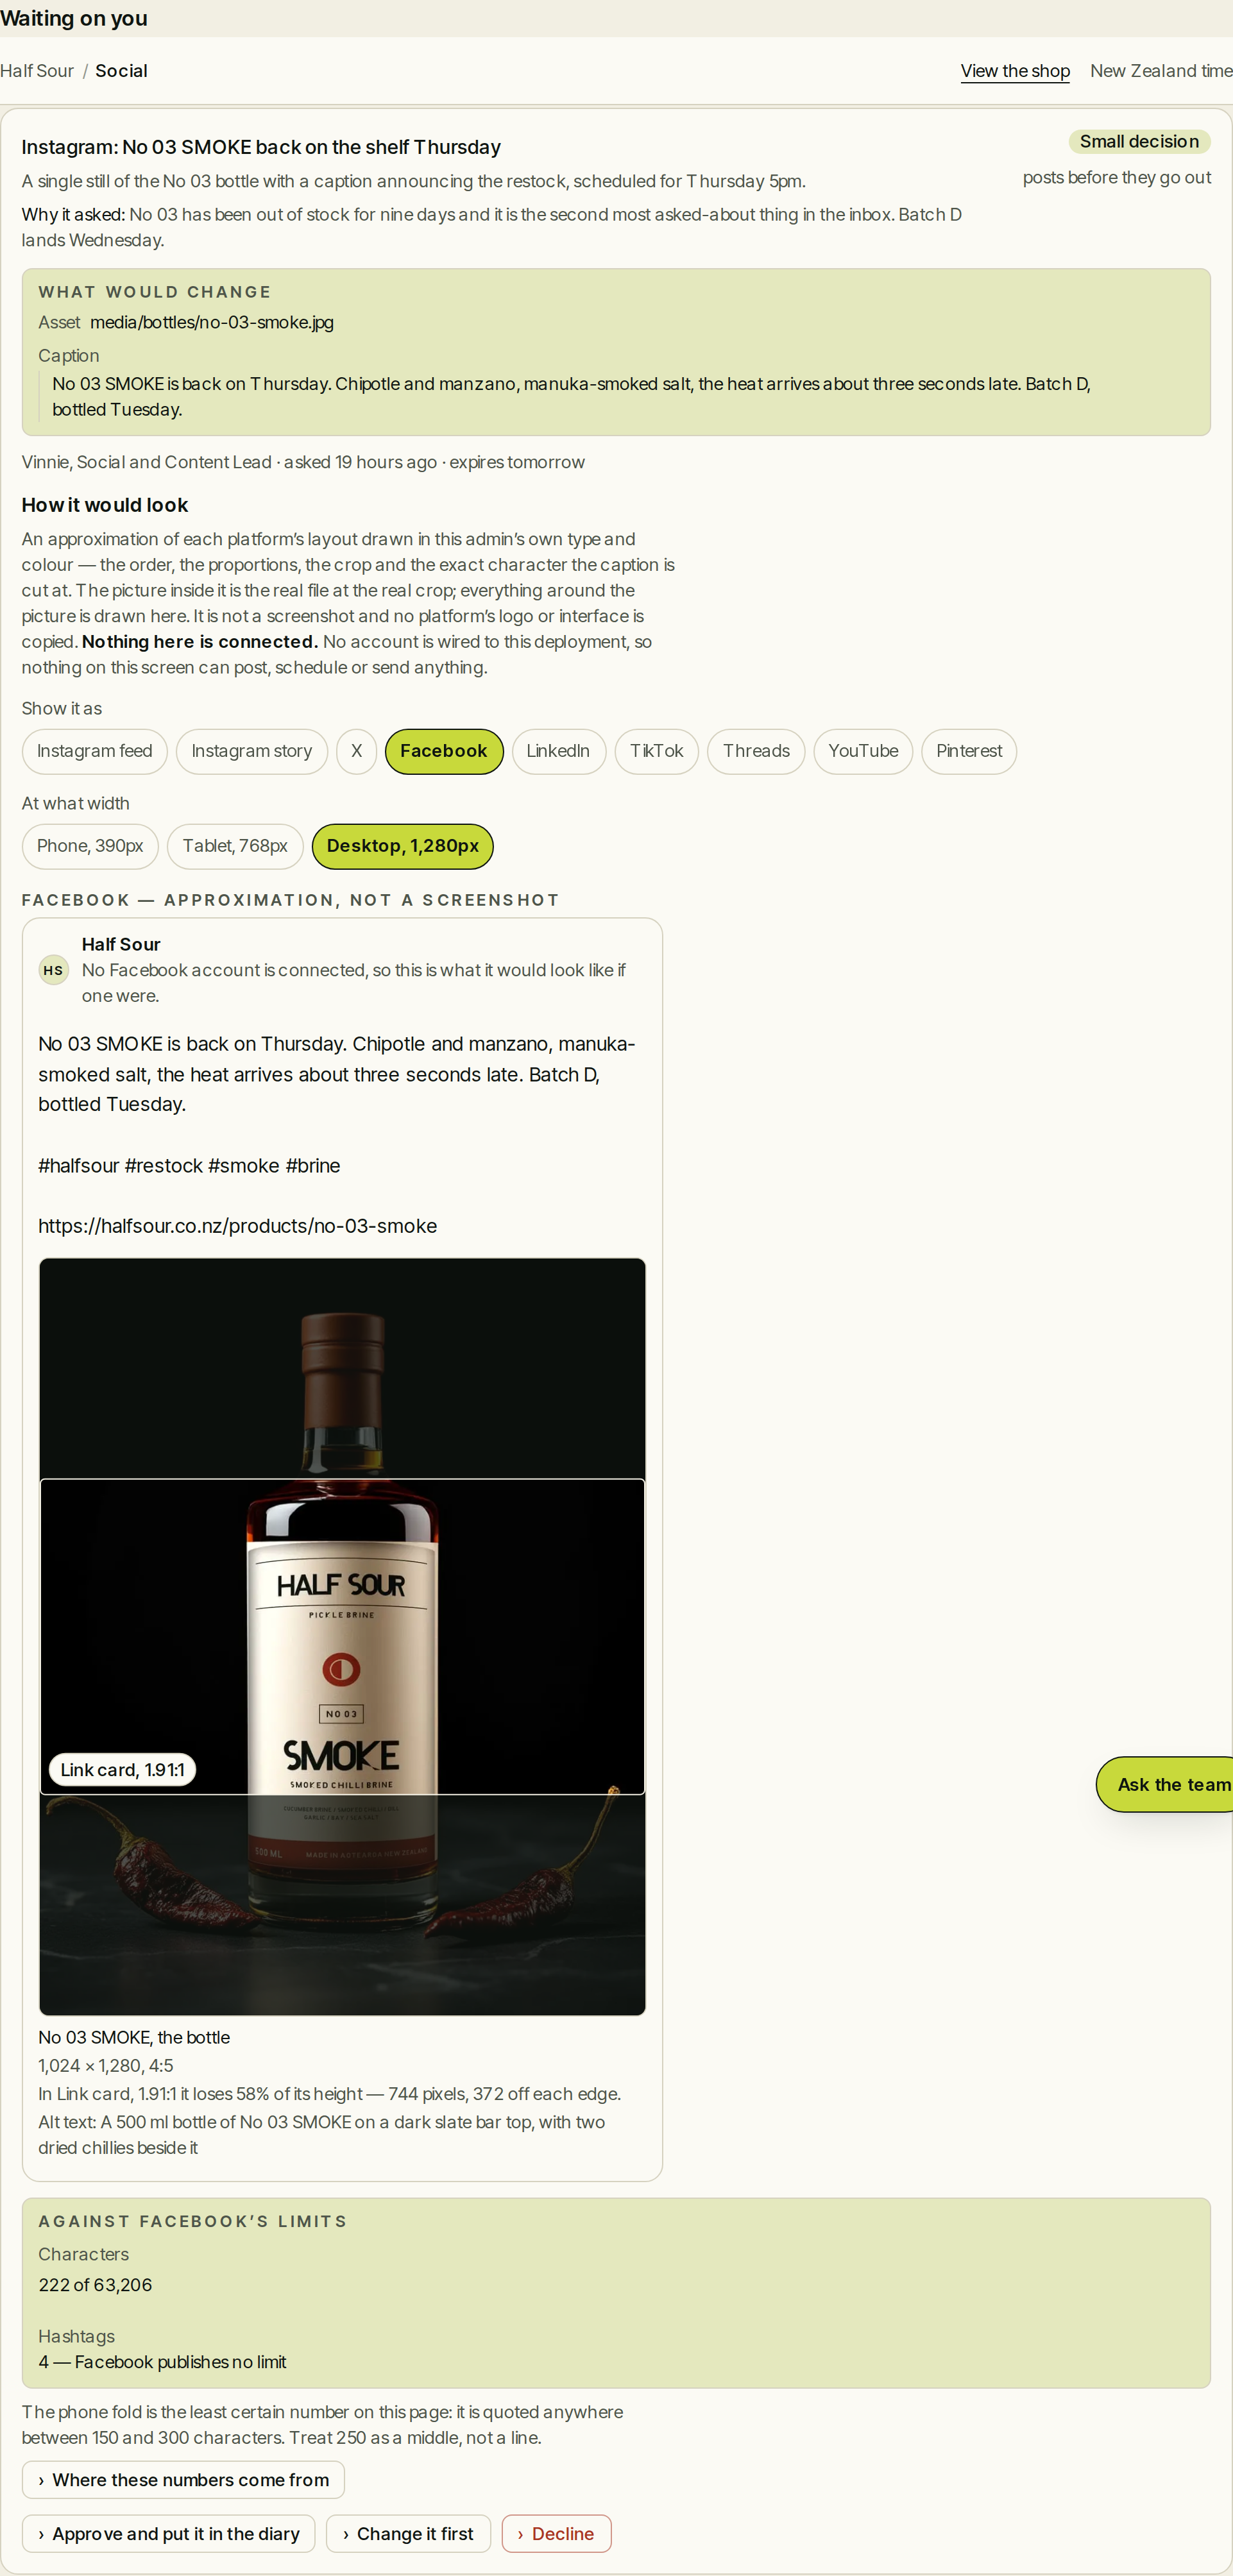 Waiting on you
Half Sour / Social
View the shop
New Zealand time
Instagram: No 03 SMOKE back on the shelf Thursday
Small decision
A single still of the No 03 bottle with a caption announcing the restock, scheduled for Thursday 5pm.
posts before they go out
Why it asked: No 03 has been out of stock for nine days and it is the second most asked-about thing in the inbox. Batch D
lands Wednesday.
WHAT WOULD CHANGE
Asset media/bottles/no-03-smoke.jpg
Caption
No 03 SMOKE is back on Thursday. Chipotle and manzano, manuka-smoked salt, the heat arrives about three seconds late. Batch D,
bottled Tuesday.
Vinnie, Social and Content Lead · asked 19 hours ago · expires tomorrow
How it would look
An approximation of each platform’s layout drawn in this admin’s own type and
colour — the order, the proportions, the crop and the exact character the caption is
cut at. The picture inside it is the real file at the real crop; everything around the
picture is drawn here. It is not a screenshot and no platform’s logo or interface is
copied. Nothing here is connected. No account is wired to this deployment, so
nothing on this screen can post, schedule or send anything.
Show it as
Instagram feed
Instagram story
X
Facebook
LinkedIn
TikTok
Threads
YouTube
Pinterest
At what width
Phone, 390px
Tablet, 768px
Desktop, 1,280px
FACEBOOK — APPROXIMATION, NOT A SCREENSHOT
HS
Half Sour
No Facebook account is connected, so this is what it would look like if
one were.
No 03 SMOKE is back on Thursday. Chipotle and manzano, manuka-
smoked salt, the heat arrives about three seconds late. Batch D,
bottled Tuesday.
#halfsour #restock #smoke #brine
https://halfsour.co.nz/products/no-03-smoke
HALF SOUR
PICKLE BRINE
NO 03
SMOKE
SMOKED CHILLI BRINE
Link card, 1.91:1
500 ML
MADE IN AOTEAROA NEW ZEALAND
Ask the team
No 03 SMOKE, the bottle
1,024 × 1,280, 4:5
In Link card, 1.91:1 it loses 58% of its height — 744 pixels, 372 off each edge.
Alt text: A 500 ml bottle of No 03 SMOKE on a dark slate bar top, with two
dried chillies beside it
AGAINST FACEBOOK’S LIMITS
Characters
222 of 63,206
Hashtags
4 — Facebook publishes no limit
The phone fold is the least certain number on this page: it is quoted anywhere
between 150 and 300 characters. Treat 250 as a middle, not a line.
› Where these numbers come from
› Approve and put it in the diary
› Change it first
› Decline